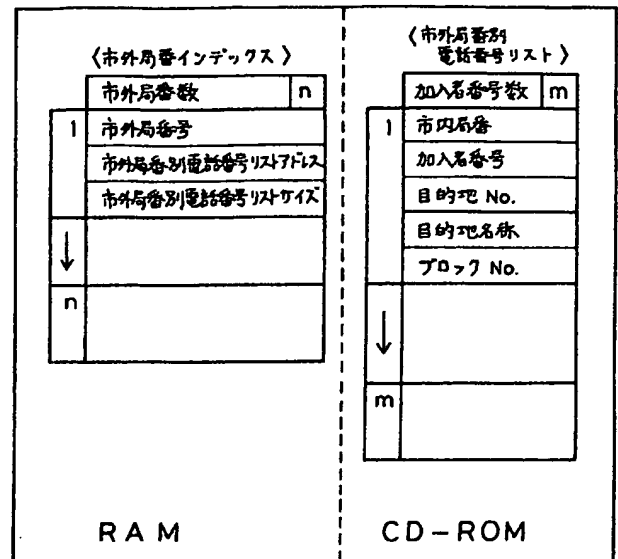 〈市外局番インデックス〉
市外局番数 n
1 市外局番号
市外局番別電話番号リストアドレス
市外局番別電話番号リストサイズ
↓
n
RAM
〈市外局番別
電話番号リスト〉
加入者番号数 m
1 市内局番
加入者番号
目的地 No.
目的地名称
ブロック No.
↓
m
CD-ROM